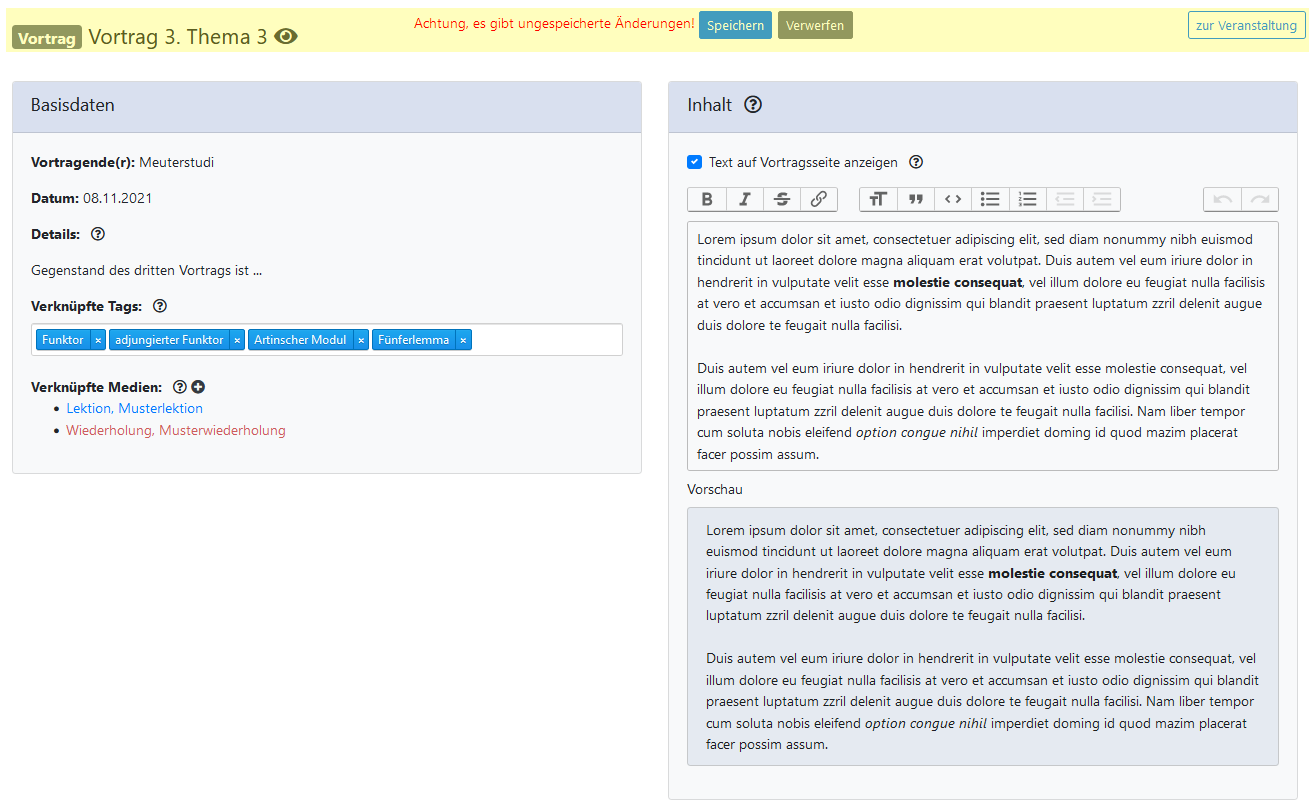 Vortrag Vortrag 3. Thema 3
Achtung, es gibt ungespeicherte Änderungen! Speichern Verwerfen
zur Veranstaltung
Basisdaten
Vortragende(r): Meuterstudi
Datum: 08.11.2021
Details:
Gegenstand des dritten Vortrags ist ...
Verknüpfte Tags:
Funktor × adjungierter Funktor × Artinscher Modul × Fünferlemma ×
Verknüpfte Medien:
• Lektion, Musterlektion
• Wiederholung, Musterwiederholung
Inhalt
Text auf Vortragsseite anzeigen
Lorem ipsum dolor sit amet, consectetuer adipiscing elit, sed diam nonummy nibh euismod
tincidunt ut laoreet dolore magna aliquam erat volutpat. Duis autem vel eum iriure dolor in
hendrerit in vulputate velit esse molestie consequat, vel illum dolore eu feugiat nulla facilisis
at vero et accumsan et iusto odio dignissim qui blandit praesent luptatum zzril delenit augue
duis dolore te feugait nulla facilisi.
Duis autem vel eum iriure dolor in hendrerit in vulputate velit esse molestie consequat, vel
illum dolore eu feugiat nulla facilisis at vero et accumsan et iusto odio dignissim qui blandit
praesent luptatum zzril delenit augue duis dolore te feugait nulla facilisi. Nam liber tempor
cum soluta nobis eleifend option congue nihil imperdiet doming id quod mazim placerat
facer possim assum.
Vorschau
Lorem ipsum dolor sit amet, consectetuer adipiscing elit, sed diam nonummy nibh
euismod tincidunt ut laoreet dolore magna aliquam erat volutpat. Duis autem vel eum
iriure dolor in hendrerit in vulputate velit esse molestie consequat, vel illum dolore eu
feugiat nulla facilisis at vero et accumsan et iusto odio dignissim qui blandit praesent
luptatum zzril delenit augue duis dolore te feugait nulla facilisi.
Duis autem vel eum iriure dolor in hendrerit in vulputate velit esse molestie consequat, vel
illum dolore eu feugiat nulla facilisis at vero et accumsan et iusto odio dignissim qui blandit
praesent luptatum zzril delenit augue duis dolore te feugait nulla facilisi. Nam liber tempor
cum soluta nobis eleifend option congue nihil imperdiet doming id quod mazim placerat
facer possim assum.